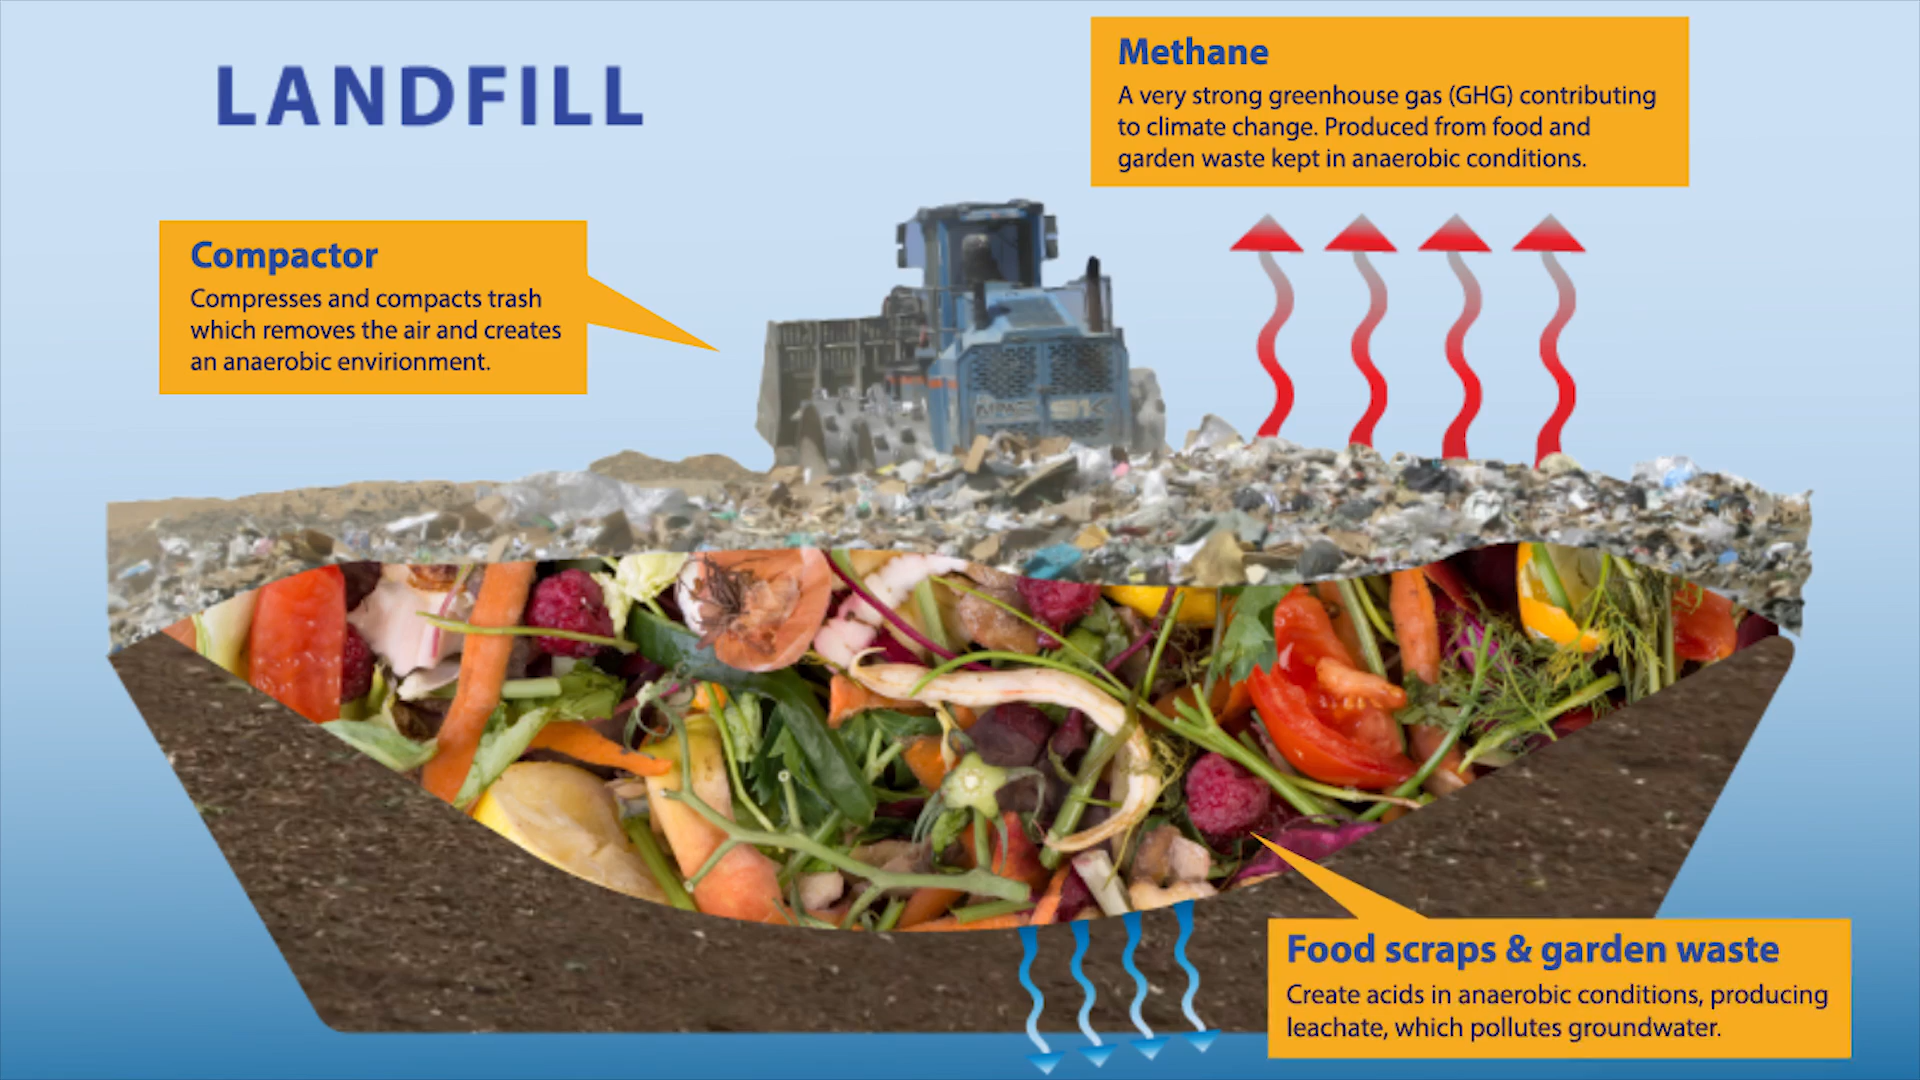 LANDFILL
Methane
A very strong greenhouse gas (GHG) contributing
to climate change. Produced from food and
garden waste kept in anaerobic conditions.
Compactor
Compresses and compacts trash
which removes the air and creates
an anaerobic envirionment.
Food scraps & garden waste
Create acids in anaerobic conditions, producing
leachate, which pollutes groundwater.